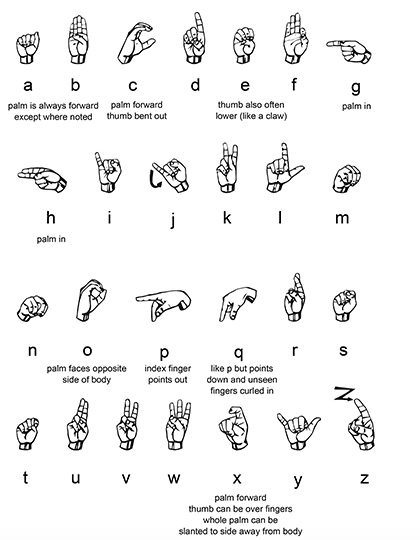 a b c d e f g
palm is always forward except where noted
palm forward thumb bent out
thumb also often lower (like a claw)
palm in
h i j k l m
palm in
n o p q r s
palm faces opposite side of body
index finger points out
like p but points down and unseen fingers curled in
Z
t u v w x y z
palm forward
thumb can be over fingers
whole palm can be
slanted to side away from body